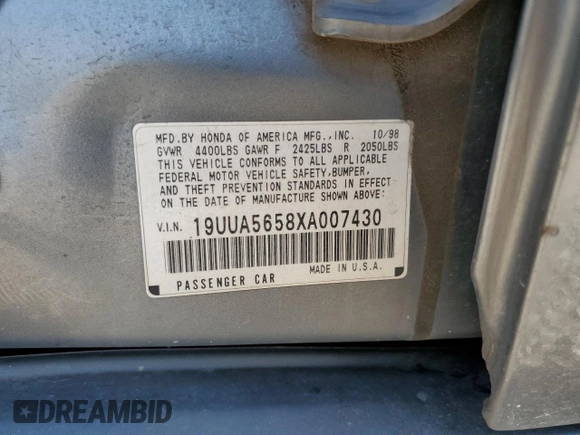 MFD.BY HONDA OF AMERICA MFG.,INC. 10/98
GVWR 4400LBS GAWR F 2425LBS R 2050LBS
THIS VEHICLE CONFORMS TO ALL APPLICABLE
FEDERAL MOTOR VEHICLE SAFETY,BUMPER,
AND THEFT PREVENTION STANDARDS IN EFFECT
ON THE DATE OF MANUFACTURE SHOWN ABOVE:
V.I.N. 19UUA5658XA007430
PASSENGER CAR MADE IN U.S.A.
DREAMBID